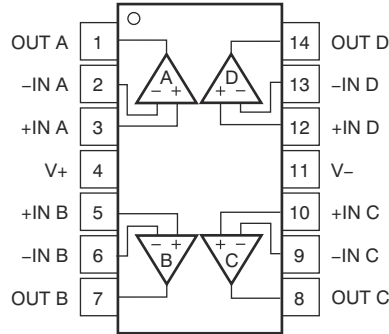 OUT A 1 14 OUT D
−IN A 2 A D 13 −IN D
− + + −
+IN A 3 12 +IN D
V+ 4 11 V−
+IN B 5 10 +IN C
− + + −
−IN B 6 B C 9 −IN C
OUT B 7 8 OUT C